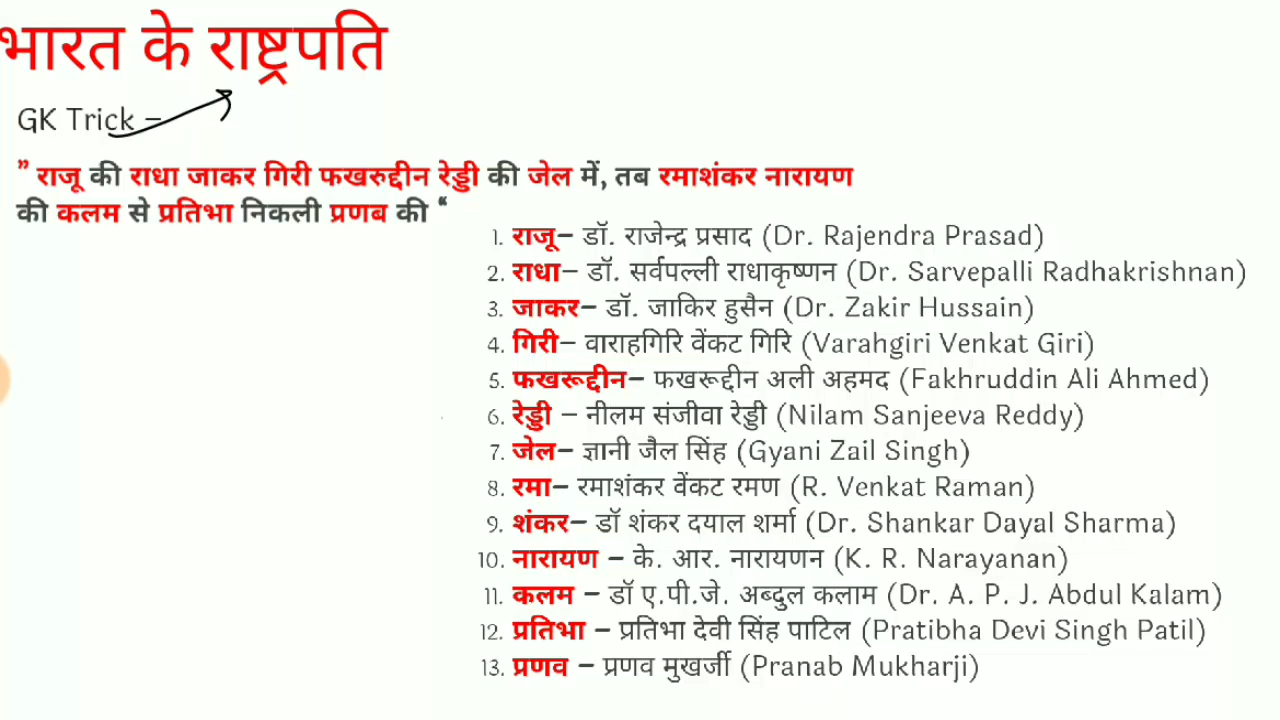 भारत के राष्ट्रपति
GK Trick –
” राजू की राधा जाकर गिरी फखरुद्दीन रेड्डी की जेल में, तब रमाशंकर नारायण
की कलम से प्रतिभा निकली प्रणब की “
1. राजू– डॉ. राजेन्द्र प्रसाद (Dr. Rajendra Prasad)
2. राधा– डॉ. सर्वपल्ली राधाकृष्णन (Dr. Sarvepalli Radhakrishnan)
3. जाकर– डॉ. जाकिर हुसैन (Dr. Zakir Hussain)
4. गिरी– वाराहगिरि वेंकट गिरि (Varahgiri Venkat Giri)
5. फखरूद्दीन– फखरूद्दीन अली अहमद (Fakhruddin Ali Ahmed)
6. रेड्डी – नीलम संजीवा रेड्डी (Nilam Sanjeeva Reddy)
7. जेल– ज्ञानी जैल सिंह (Gyani Zail Singh)
8. रमा– रमाशंकर वेंकट रमण (R. Venkat Raman)
9. शंकर– डॉ शंकर दयाल शर्मा (Dr. Shankar Dayal Sharma)
10. नारायण – के. आर. नारायणन (K. R. Narayanan)
11. कलम – डॉ ए.पी.जे. अब्दुल कलाम (Dr. A. P. J. Abdul Kalam)
12. प्रतिभा – प्रतिभा देवी सिंह पाटिल (Pratibha Devi Singh Patil)
13. प्रणव – प्रणव मुखर्जी (Pranab Mukharji)